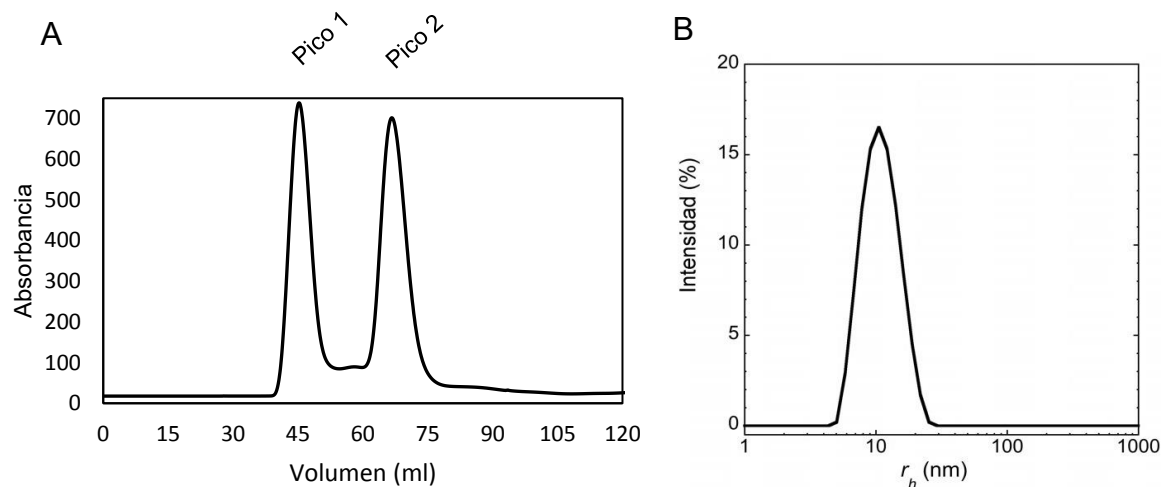 A
Pico 1
Pico 2
Absorbancia
700
600
500
400
300
200
100
0
0 15 30 45 60 75 90 105 120
Volumen (ml)
B
Intensidad (%)
20
15
10
5
0
1 10 100 1000
r_h (nm)